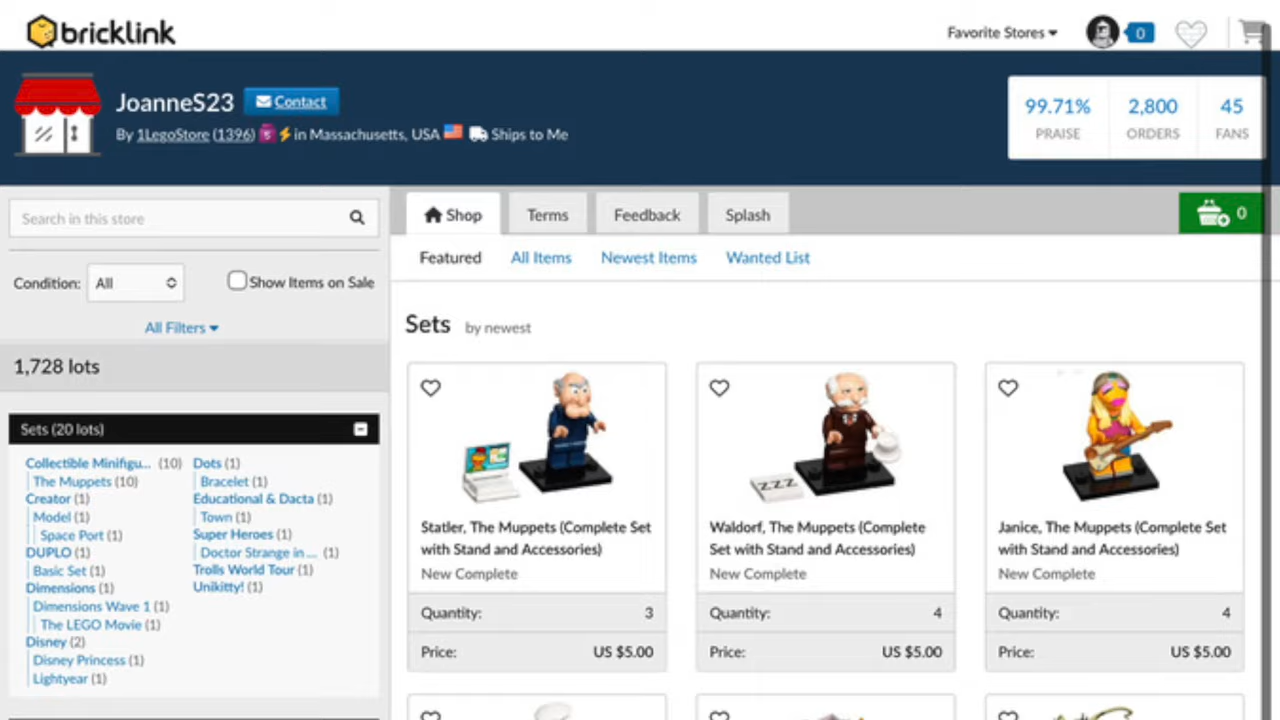 bricklink
Favorite Stores
0
JoanneS23
Contact
By 1LegoStore (1396) in Massachusetts, USA Ships to Me
99.71%
PRAISE
2,800
ORDERS
45
FANS
Search in this store
Condition: All
Show Items on Sale
All Filters
1,728 lots
Sets (20 lots)
Collectible Minifigu... (10)
The Muppets (10)
Creator (1)
Model (1)
Space Port (1)
DUPLO (1)
Basic Set (1)
Dimensions (1)
Dimensions Wave 1 (1)
The LEGO Movie (1)
Disney (2)
Disney Princess (1)
Lightyear (1)
Dots (1)
Bracelet (1)
Educational & Dacta (1)
Town (1)
Super Heroes (1)
Doctor Strange in ... (1)
Trolls World Tour (1)
Unikitty! (1)
Shop
Terms
Feedback
Splash
0
Featured
All Items
Newest Items
Wanted List
Sets by newest
Statler, The Muppets (Complete Set
with Stand and Accessories)
New Complete
Quantity: 3
Price: US $5.00
ZZZ
Waldorf, The Muppets (Complete
Set with Stand and Accessories)
New Complete
Quantity: 4
Price: US $5.00
Janice, The Muppets (Complete Set
with Stand and Accessories)
New Complete
Quantity: 4
Price: US $5.00